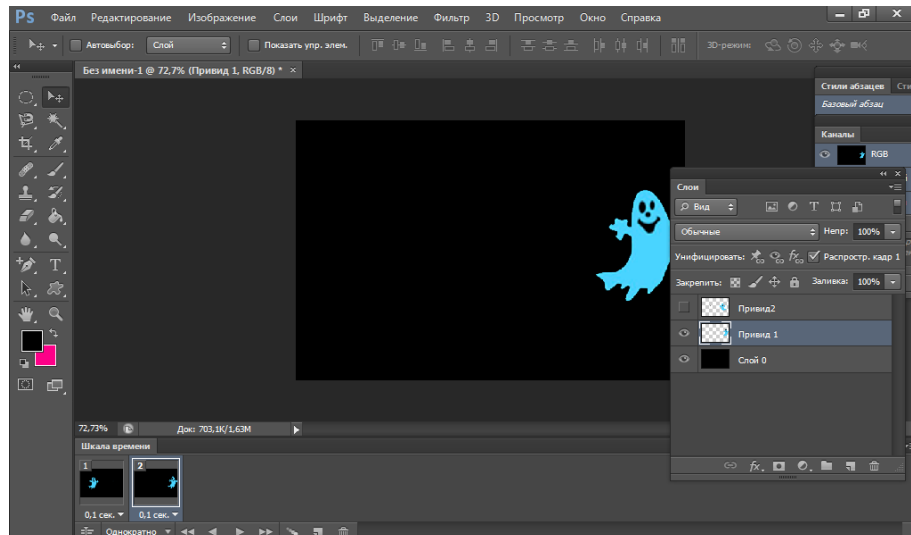 Ps Файл Редактирование Изображение Слои Шрифт Выделение Фильтр 3D Просмотр Окно Справка
Автовыбор: Слой Показать упр. элем. 3D-режим:
Без имени-1 @ 72,7% (Привид 1, RGB/8) * ×
Стили абзацев
Базовый абзац
Каналы
RGB
Слои
Вид
Обычные Непр: 100%
Унифицировать: Распростр. кадр 1
Закрепить: Заливка: 100%
Привид2
Привид 1
Слой 0
72,73% Док: 703,1K/1,63M
Шкала времени
1 2
0,1 сек. 0,1 сек.
Однократно